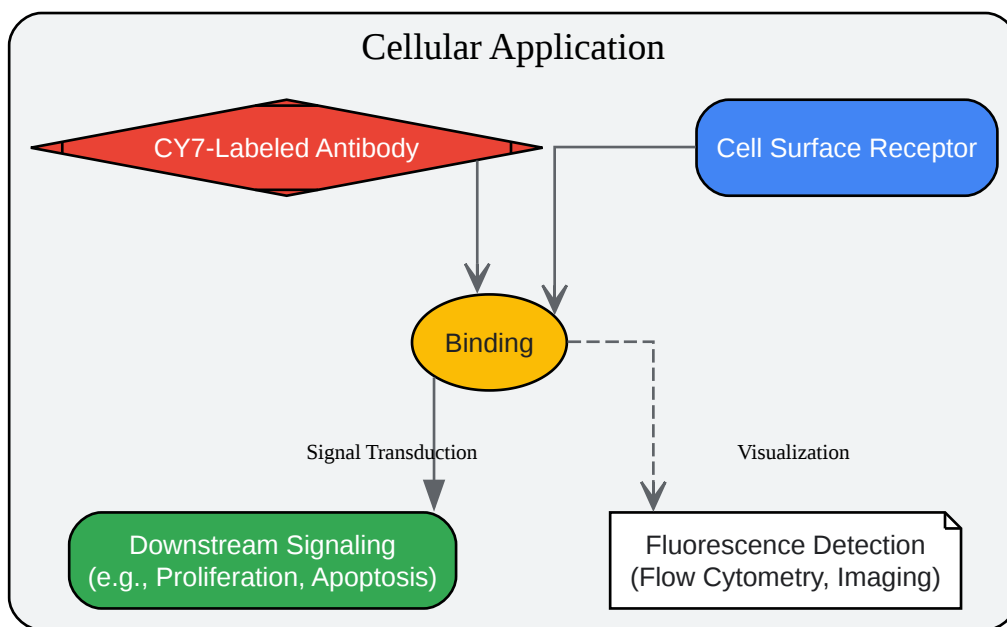 Cellular Application
CY7-Labeled Antibody
Cell Surface Receptor
Binding
Signal Transduction
Visualization
Downstream Signaling
(e.g., Proliferation, Apoptosis)
Fluorescence Detection
(Flow Cytometry, Imaging)